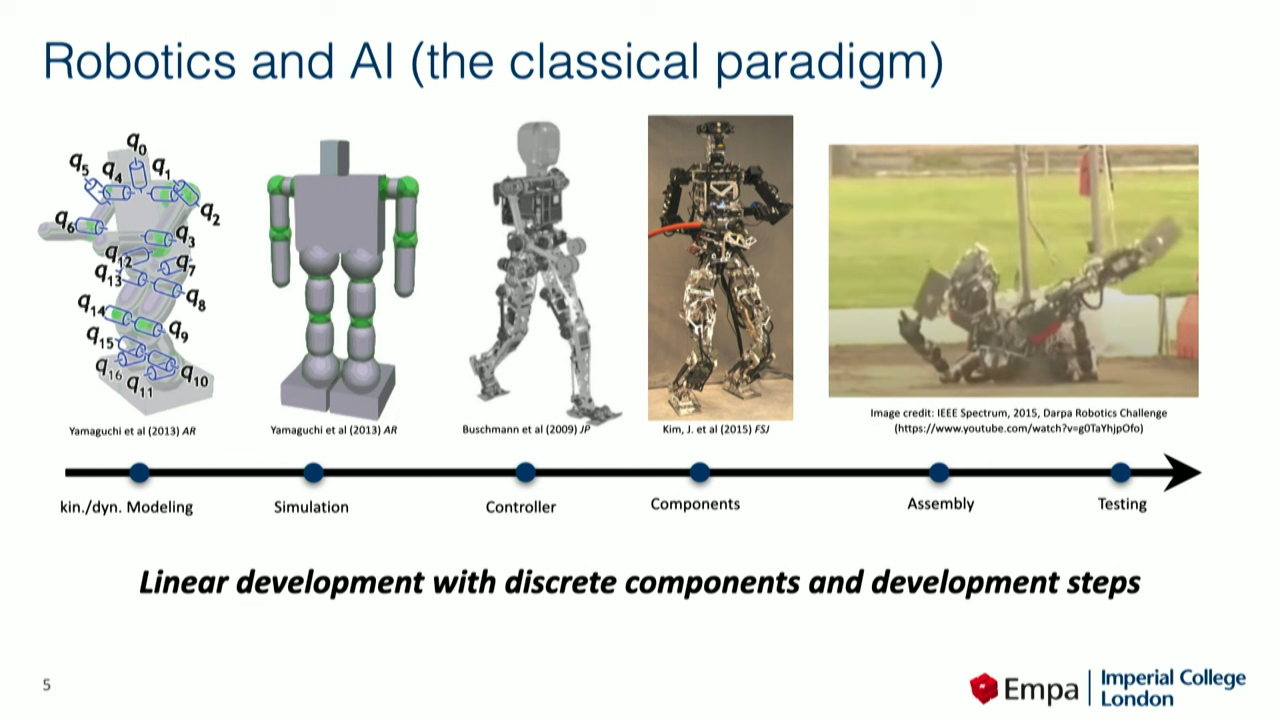 Robotics and AI (the classical paradigm)
q0
q5
q4
q1
q2
q6
q3
q12
q7
q13
q8
q14
q9
q15
q16
q10
q11
Yamaguchi et al (2013) AR
Yamaguchi et al (2013) AR
Buschmann et al (2009) JP
Kim, J. et al (2015) FSJ
Image credit: IEEE Spectrum, 2015, Darpa Robotics Challenge
(https://www.youtube.com/watch?v=g0TaYhjpOfo)
kin./dyn. Modeling
Simulation
Controller
Components
Assembly
Testing
Linear development with discrete components and development steps
5
Empa
Imperial College
London